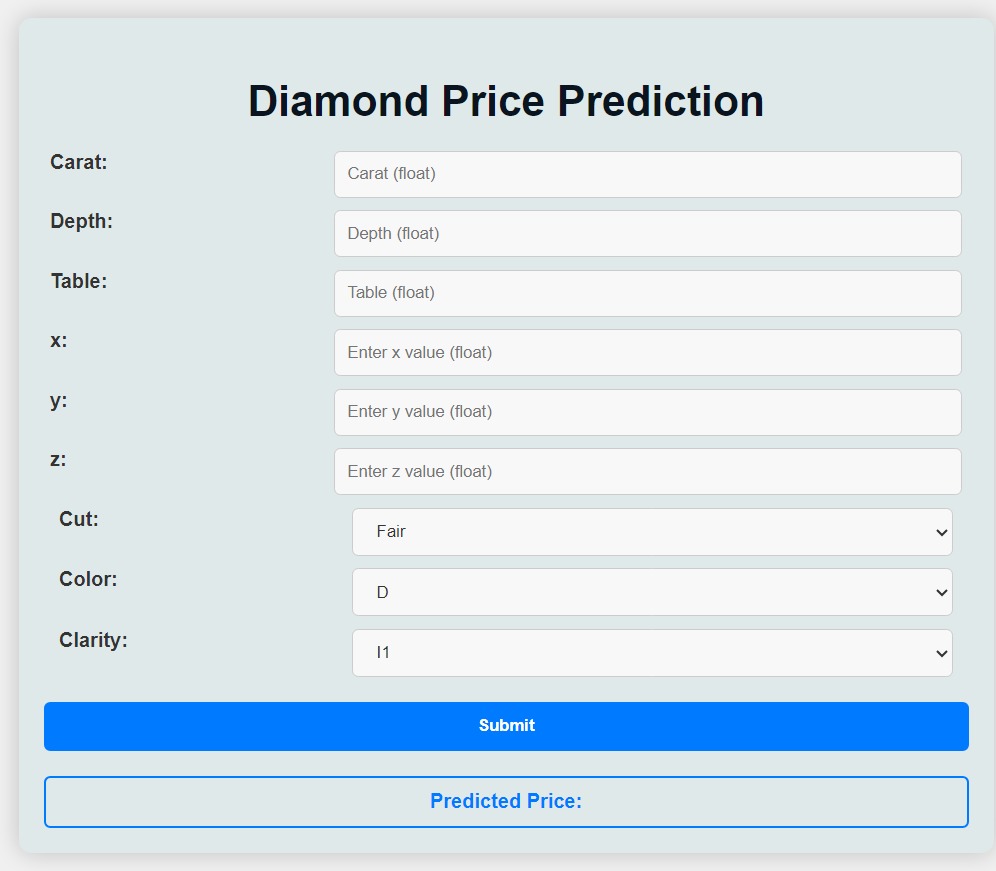 Diamond Price Prediction
Carat: Carat (float)
Depth: Depth (float)
Table: Table (float)
x: Enter x value (float)
y: Enter y value (float)
z: Enter z value (float)
Cut: Fair
Color: D
Clarity: I1
Submit
Predicted Price: